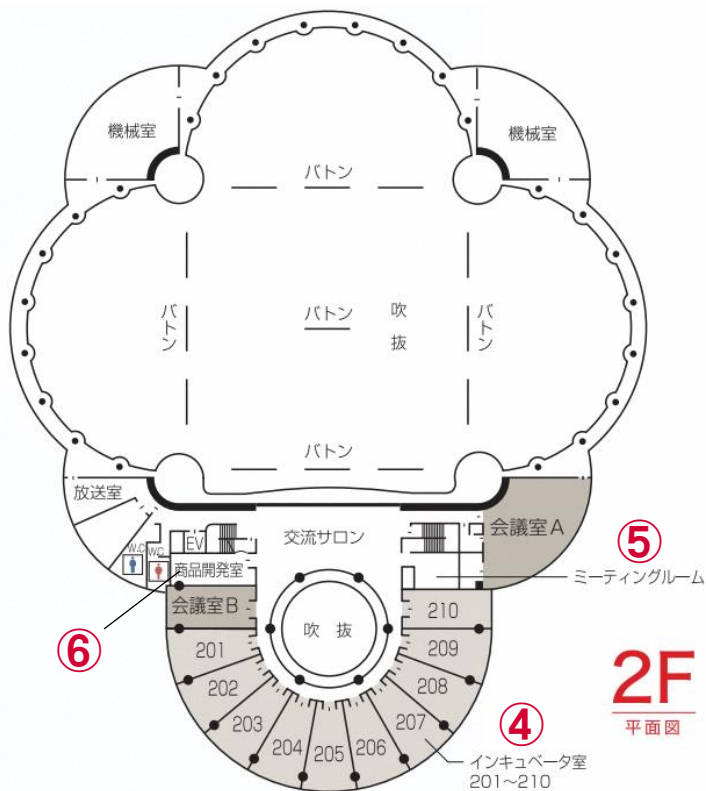 機械室
機械室
バトン
バトン
バトン
吹抜
バトン
バトン
放送室
会議室A
W.C
W.C
EV
交流サロン
商品開発室
⑤
ミーティングルーム
会議室B
⑥
吹 抜
210
201
209
202
208
203
207
204
205
206
④
インキュベータ室
201～210
2F
平面図